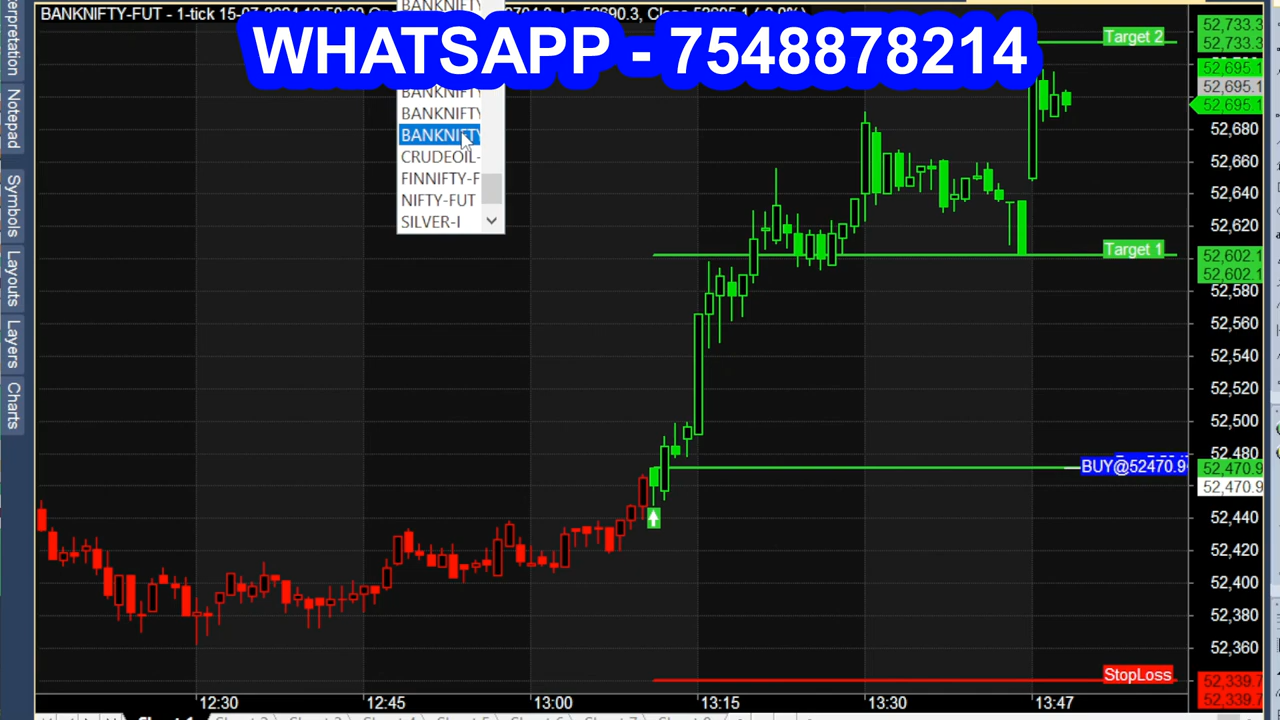 BANKNIFTY-FUT - 1-tick
WHATSAPP - 7548878214
BANKNIFTY
BANKNIFTY
BANKNIFTY
BANKNIFTY
CRUDEOIL-
FINNIFTY-F
NIFTY-FUT
SILVER-I
Notepad
Symbols
Layouts
Layers
Charts
Target 2
Target 1
BUY@52470.9
StopLoss
52,733.3
52,733.3
52,695.1
52,695.1
52,695.1
52,680
52,660
52,640
52,620
52,602.1
52,602.1
52,580
52,560
52,540
52,520
52,500
52,480
52,470.9
52,470.9
52,440
52,420
52,400
52,380
52,360
52,339.7
52,339.7
12:30
12:45
13:00
13:15
13:30
13:47